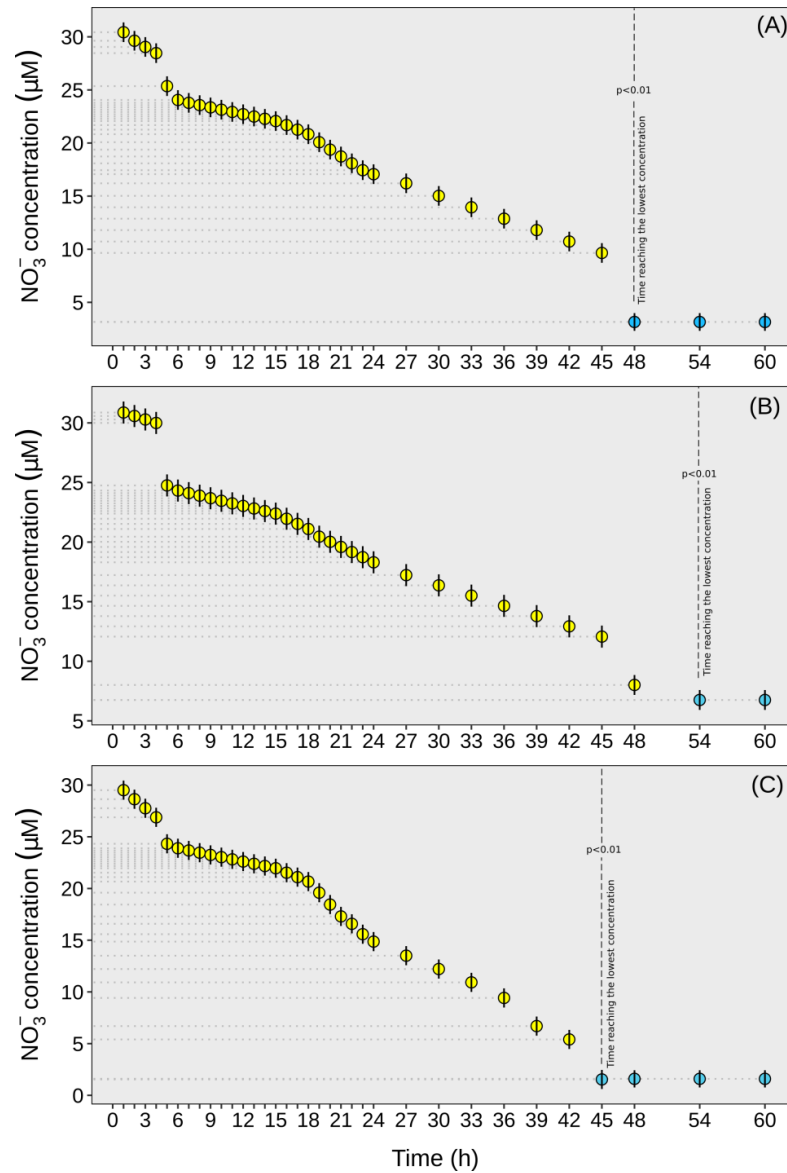 (A)
NO₃⁻ concentration (µM)
30
25
20
15
10
5
p<0.01
Time reaching the lowest concentration
0 3 6 9 12 15 18 21 24 27 30 33 36 39 42 45 48 54 60
(B)
NO₃⁻ concentration (µM)
30
25
20
15
10
5
p<0.01
Time reaching the lowest concentration
0 3 6 9 12 15 18 21 24 27 30 33 36 39 42 45 48 54 60
(C)
NO₃⁻ concentration (µM)
30
25
20
15
10
5
0
p<0.01
Time reaching the lowest concentration
0 3 6 9 12 15 18 21 24 27 30 33 36 39 42 45 48 54 60
Time (h)